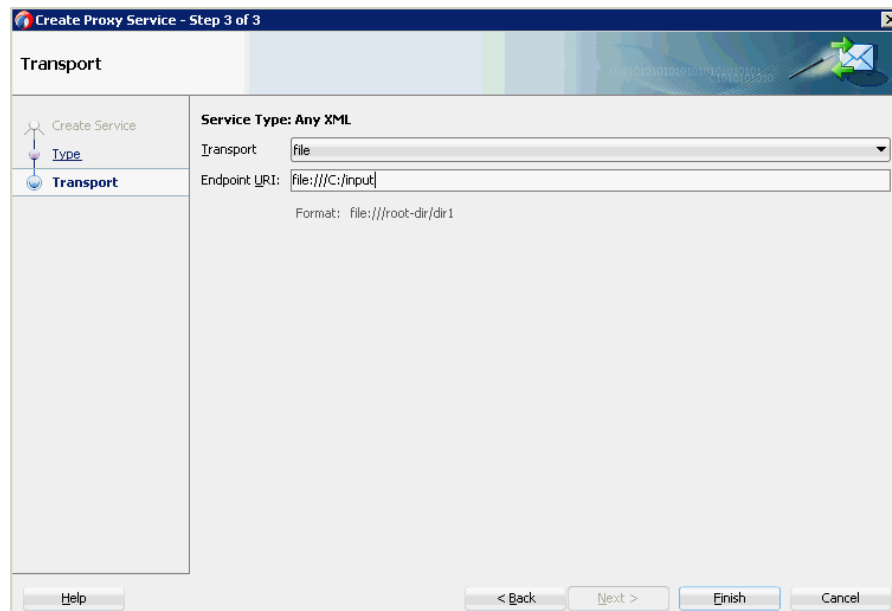 Create Proxy Service - Step 3 of 3
Transport
Create Service
Type
Transport
Service Type: Any XML
Transport file
Endpoint URI: file:///C:/input
Format: file:///root-dir/dir1
Help < Back Next > Finish Cancel